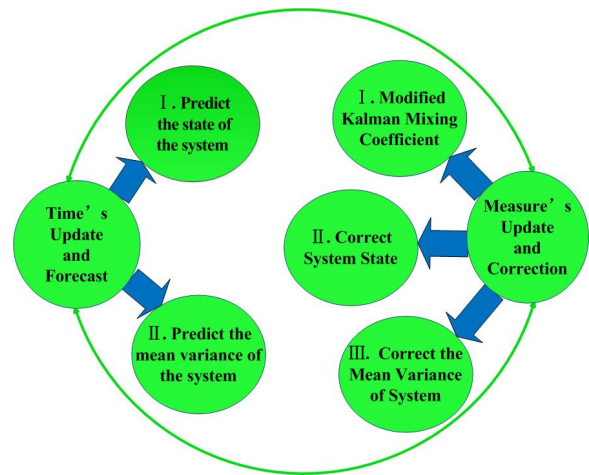 Ⅰ. Predict
the state of
the system
Ⅰ. Modified
Kalman Mixing
Coefficient
Time’s
Update
and
Forecast
Ⅱ. Correct
System State
Measure’s
Update
and
Correction
Ⅱ. Predict the
mean variance of
the system
Ⅲ. Correct the
Mean Variance
of System